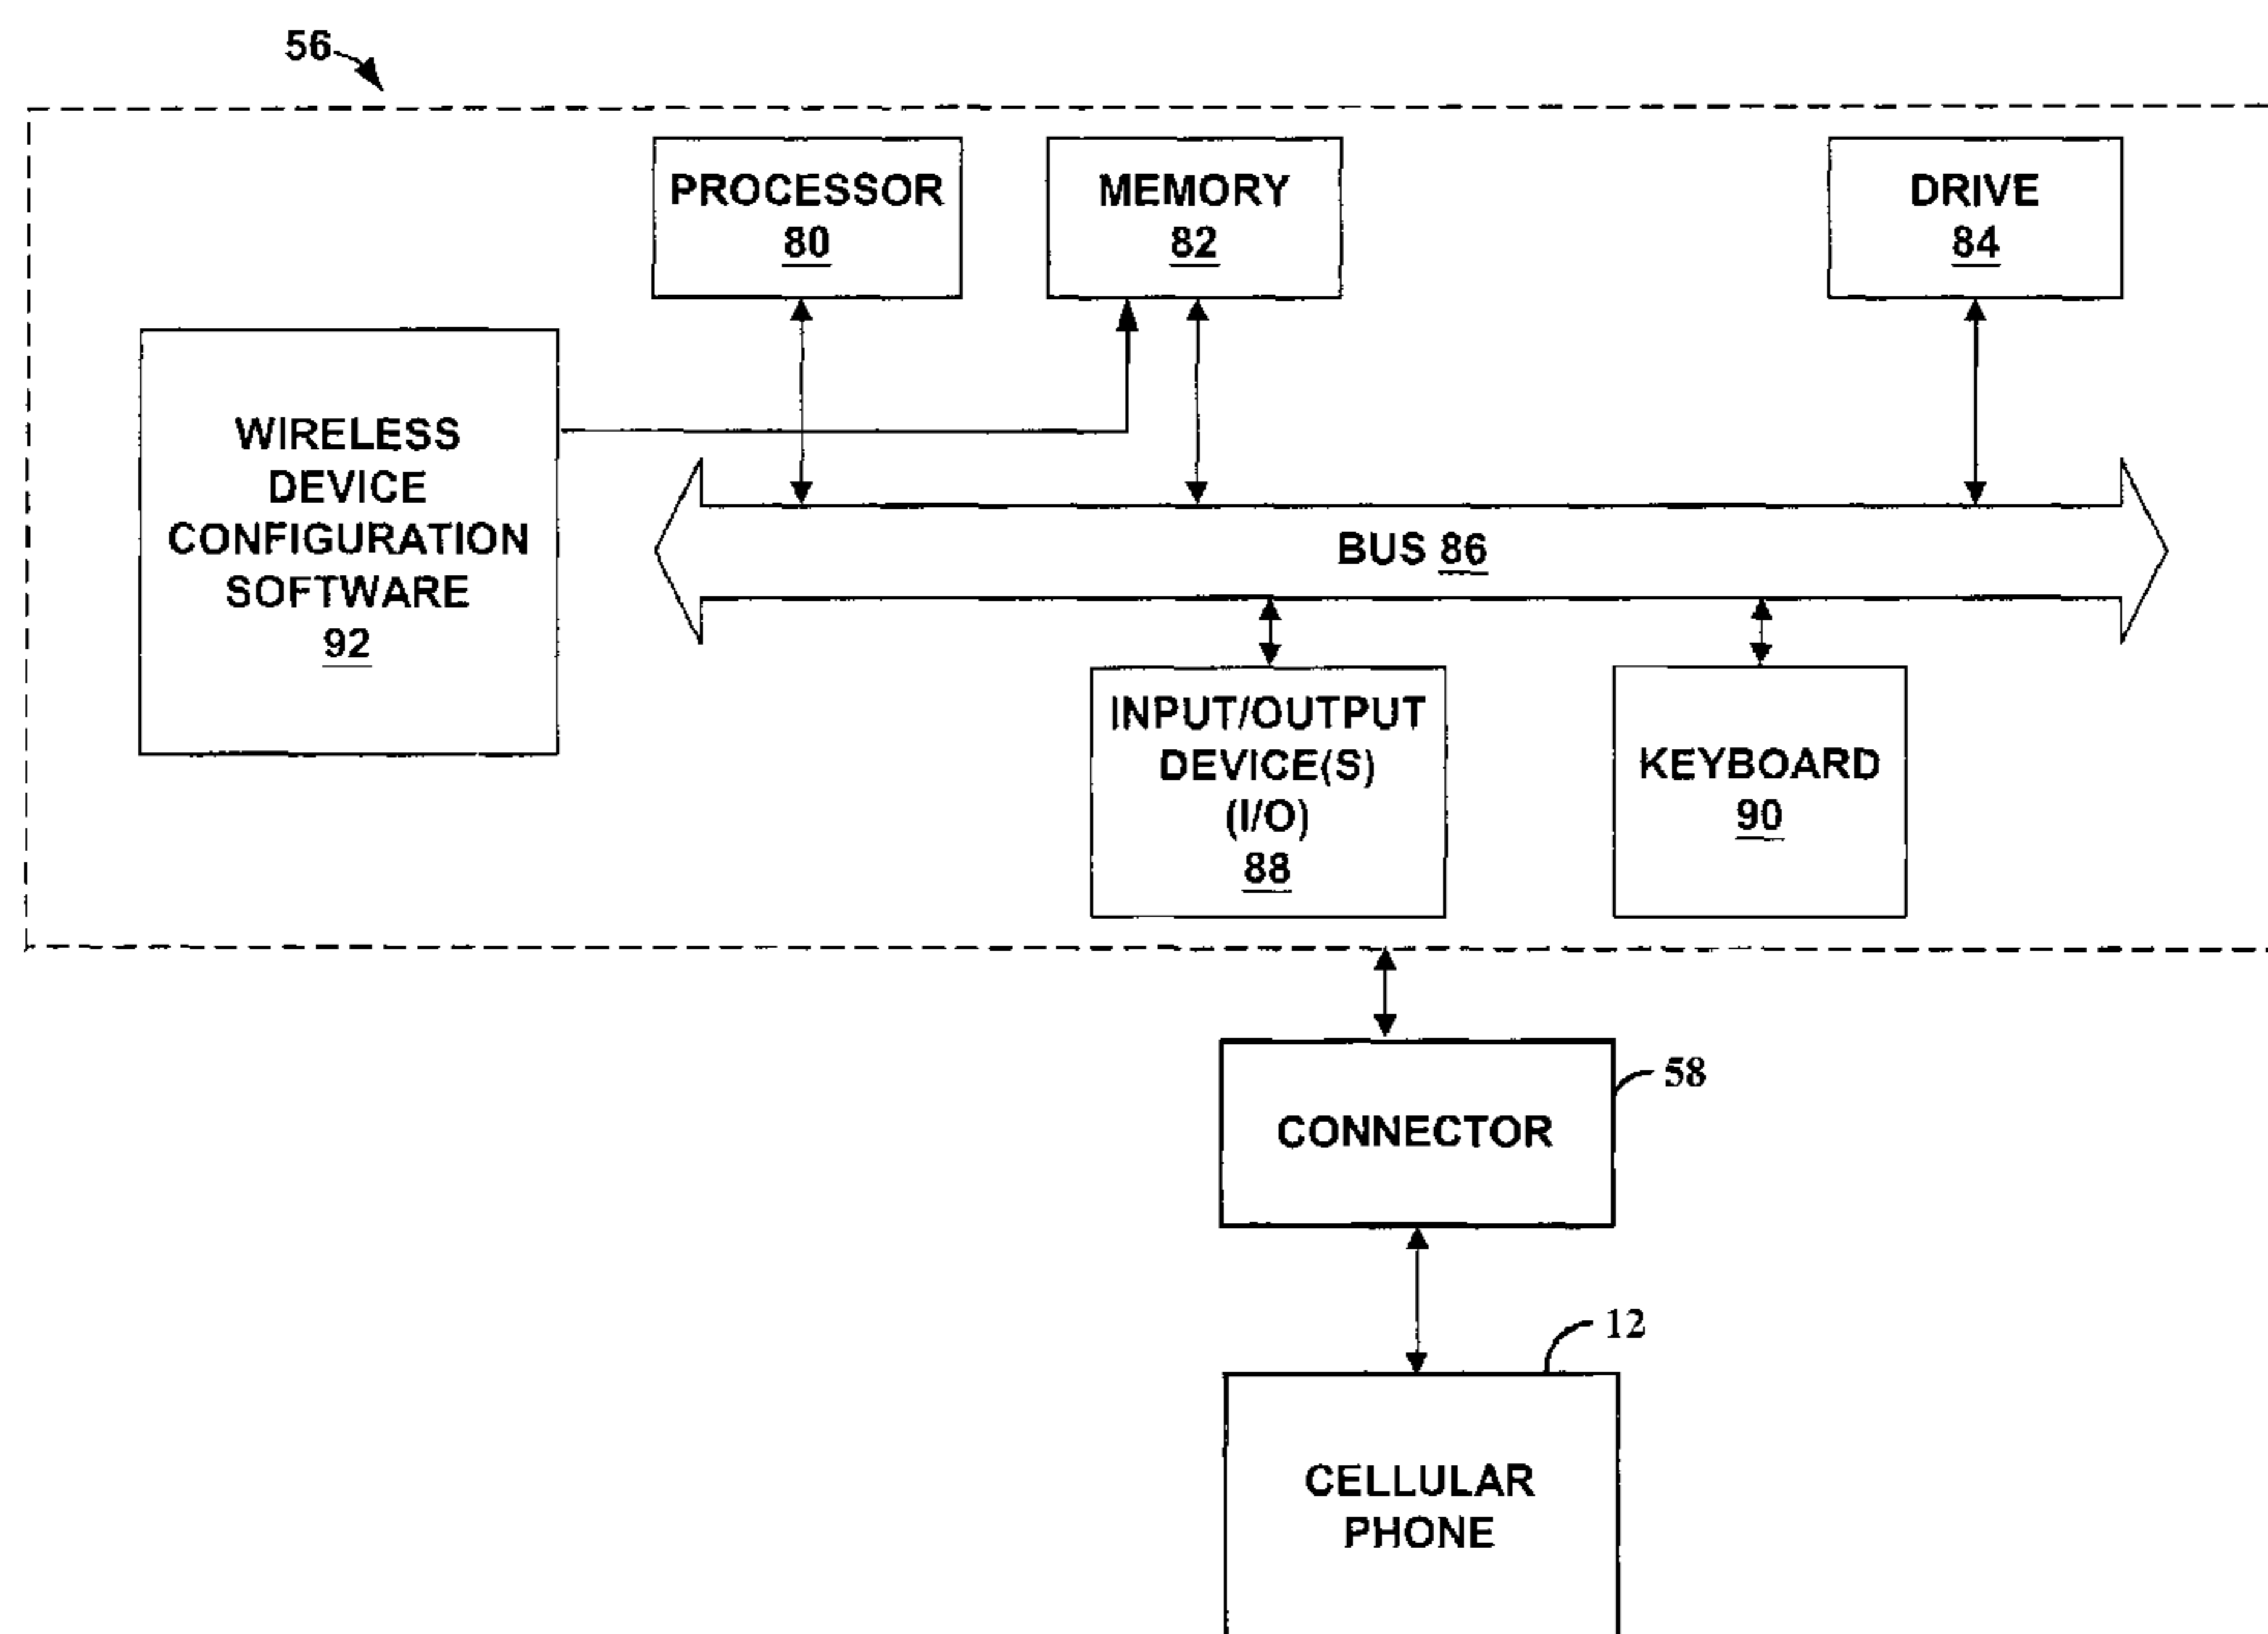 56
PROCESSOR
80
MEMORY
82
DRIVE
84
WIRELESS
DEVICE
CONFIGURATION
SOFTWARE
92
BUS 86
INPUT/OUTPUT
DEVICE(S)
(I/O)
88
KEYBOARD
90
CONNECTOR
58
12
CELLULAR
PHONE